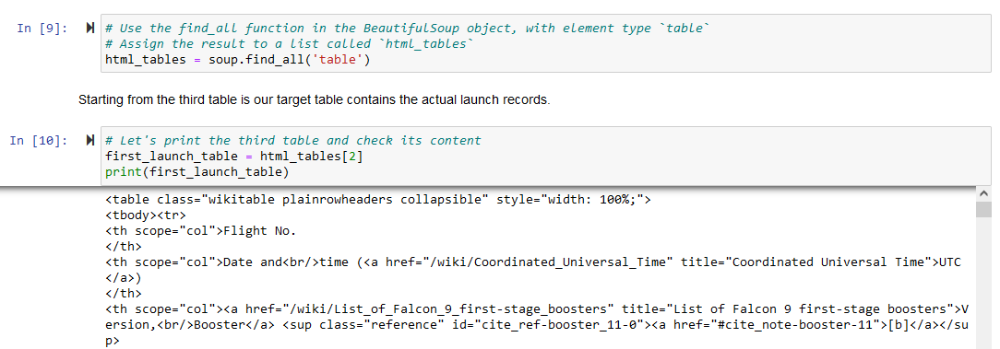 In [9]:
# Use the find_all function in the BeautifulSoup object, with element type `table`
# Assign the result to a list called `html_tables`
html_tables = soup.find_all('table')
Starting from the third table is our target table contains the actual launch records.
In [10]:
# Let's print the third table and check its content
first_launch_table = html_tables[2]
print(first_launch_table)
<table class="wikitable plainrowheaders collapsible" style="width: 100%;">
<tbody><tr>
<th scope="col">Flight No.
</th>
<th scope="col">Date and<br/>time (<a href="/wiki/Coordinated_Universal_Time" title="Coordinated Universal Time">UTC
</a>)
</th>
<th scope="col"><a href="/wiki/List_of_Falcon_9_first-stage_boosters" title="List of Falcon 9 first-stage boosters">V
ersion,<br/>Booster</a> <sup class="reference" id="cite_ref-booster_11-0"><a href="#cite_note-booster-11">[b]</a></su
p>